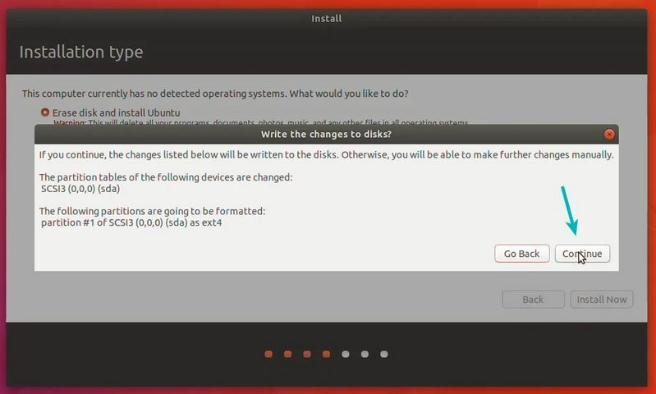 Install
Installation type
This computer currently has no detected operating systems. What would you like to do?
Erase disk and install Ubuntu
Warning: This will delete all your programs, documents, photos, music, and any other files in all operating systems.
Write the changes to disks?
If you continue, the changes listed below will be written to the disks. Otherwise, you will be able to make further changes manually.
The partition tables of the following devices are changed:
SCSI3 (0,0,0) (sda)
The following partitions are going to be formatted:
partition #1 of SCSI3 (0,0,0) (sda) as ext4
Go Back
Continue
Back
Install Now